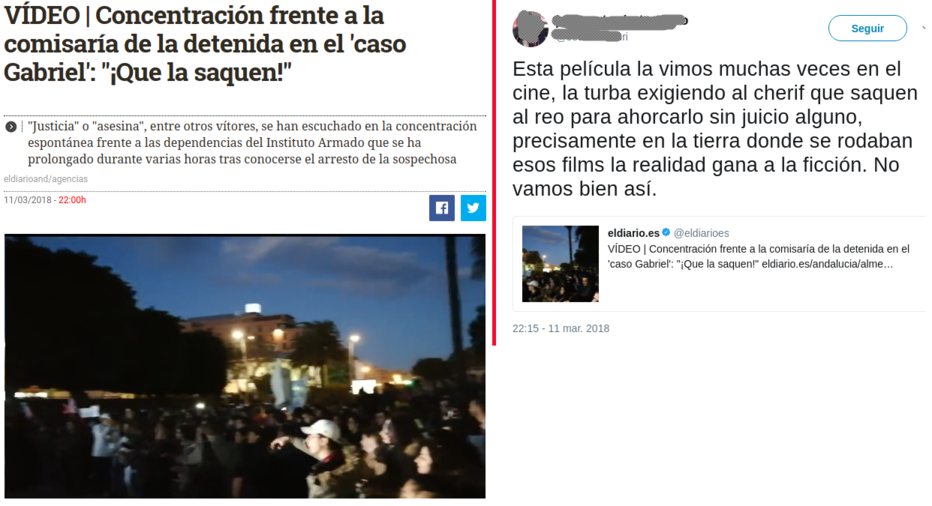 VÍDEO | Concentración frente a la
comisaría de la detenida en el 'caso
Gabriel': "¡Que la saquen!"
"Justicia" o "asesina", entre otros vítores, se han escuchado en la concentración
espontánea frente a las dependencias del Instituto Armado que se ha
prolongado durante varias horas tras conocerse el arresto de la sospechosa
eldiarioand/agencias
11/03/2018 - 22:00h
Seguir
Esta película la vimos muchas veces en el
cine, la turba exigiendo al cherif que saquen
al reo para ahorcarlo sin juicio alguno,
precisamente en la tierra donde se rodaban
esos films la realidad gana a la ficción. No
vamos bien así.
eldiario.es @eldiarioes
VÍDEO | Concentración frente a la comisaría de la detenida en el
'caso Gabriel': "¡Que la saquen!" eldiario.es/andalucia/alme…
22:15 - 11 mar. 2018